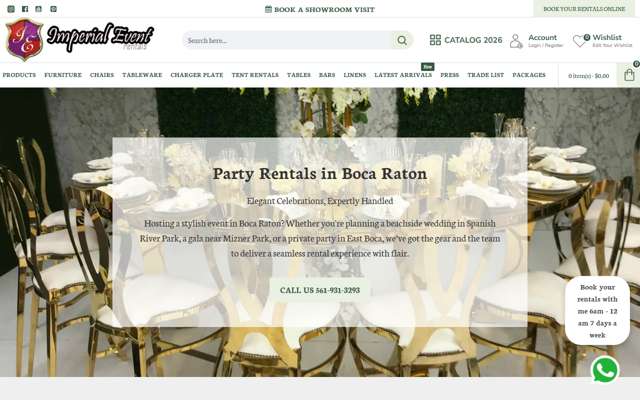 BOOK A SHOWROOM VISIT
BOOK YOUR RENTALS ONLINE
IE Imperial Event
rentals
Search here...
CATALOG 2026
Account
Login / Register
0
Wishlist
Edit Your Wishlist
PRODUCTS FURNITURE CHAIRS TABLEWARE CHARGER PLATE TENT RENTALS TABLES BARS LINENS LATEST ARRIVALS New PRESS TRADE LIST PACKAGES
0 item(s) - $0.00
0
Party Rentals in Boca Raton
Elegant Celebrations, Expertly Handled
Hosting a stylish event in Boca Raton? Whether you're planning a beachside wedding in Spanish
River Park, a gala near Mizner Park, or a private party in East Boca, we've got the gear and the team
to deliver a seamless rental experience with flair.
CALL US 561-931-3293
Book your
rentals with
me 6am - 12
am 7 days a
week